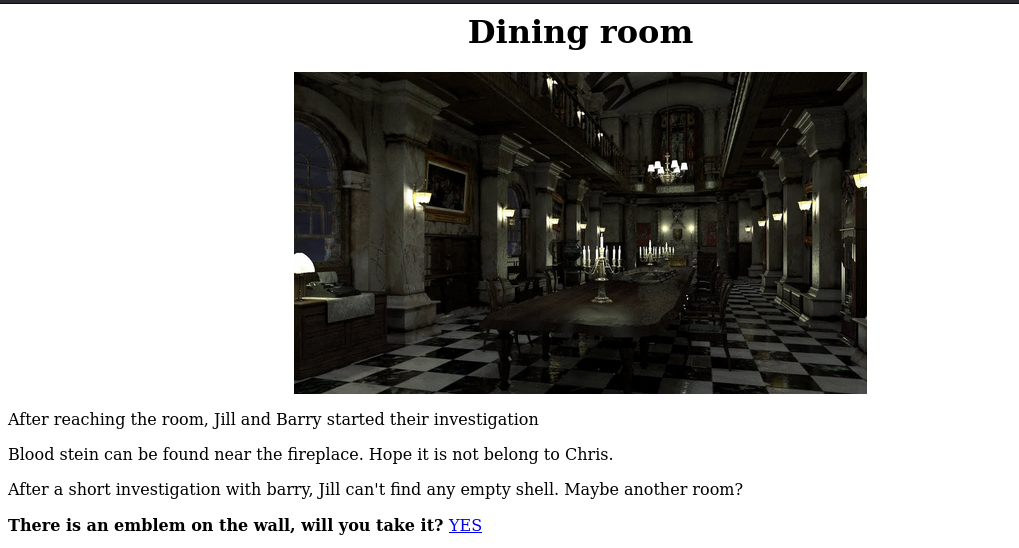 Dining room
After reaching the room, Jill and Barry started their investigation
Blood stein can be found near the fireplace. Hope it is not belong to Chris.
After a short investigation with barry, Jill can't find any empty shell. Maybe another room?
There is an emblem on the wall, will you take it? YES